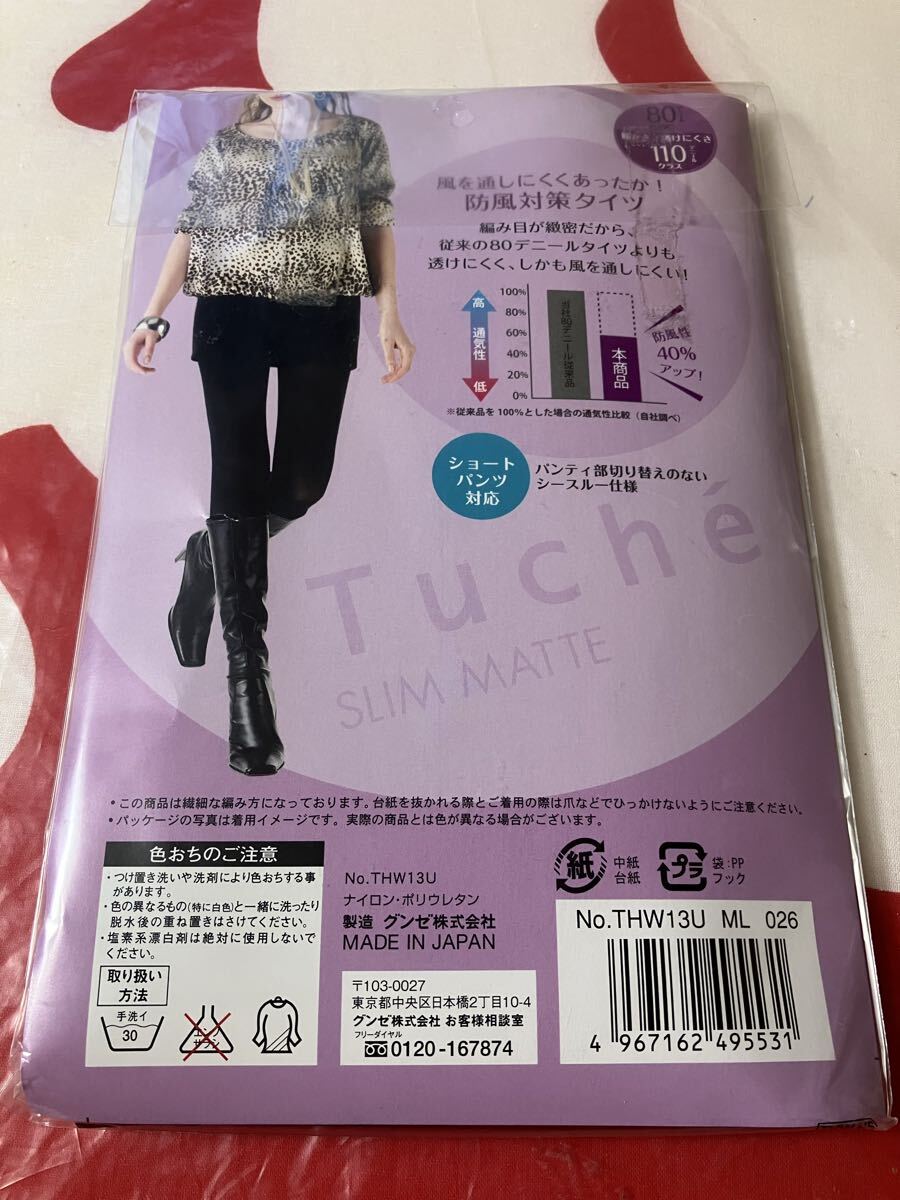 80
110デニール
クラス
風を通しにくくあったか！
防風対策タイツ
編み目が緻密だから、
従来の80デニールタイツよりも
透けにくく、しかも風を通しにくい！
高
通気性
低
100%
80%
60%
40%
20%
0%
当社80デニール従来品
本商品
防風性
40%
アップ！
※従来品を100%とした場合の通気性比較（自社調べ）
ショート
パンツ
対応
パンティ部切り替えのない
シースルー仕様
Tuché
SLIM MATTE
•この商品は繊細な編み方になっております。台紙を抜かれる際とご着用の際は爪などでひっかけないようにご注意ください。
•パッケージの写真は着用イメージです。実際の商品とは色が異なる場合がございます。
色おちのご注意
・つけ置き洗いや洗剤により色おちする事
があります。
・色の異なるもの(特に白色)と一緒に洗ったり
脱水後の重ね置きはさけてください。
・塩素系漂白剤は絶対に使用しないで
ください。
取り扱い
方法
手洗イ
30
エンソ
サラシ
No.THW13U
ナイロン・ポリウレタン
製造 グンゼ株式会社
MADE IN JAPAN
〒103-0027
東京都中央区日本橋2丁目10-4
グンゼ株式会社 お客様相談室
フリーダイヤル
0120-167874
紙
中紙
台紙
プラ
袋:PP
フック
No.THW13U ML 026
4 967162 495531